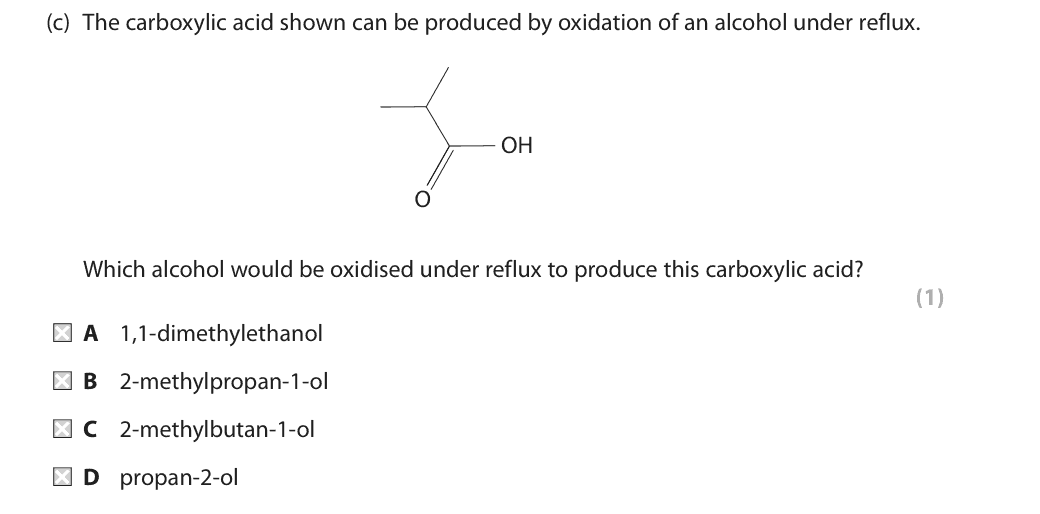 (c) The carboxylic acid shown can be produced by oxidation of an alcohol under reflux.
OH
O
Which alcohol would be oxidised under reflux to produce this carboxylic acid?
(1)
A 1,1-dimethylethanol
B 2-methylpropan-1-ol
C 2-methylbutan-1-ol
D propan-2-ol